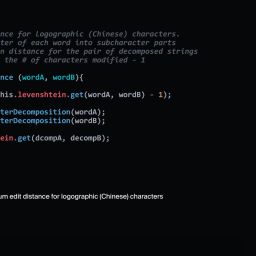 nce for logographic (Chinese) characters.
ter of each word into subcharacter parts
n distance for the pair of decomposed strings
the # of characters modified - 1
nce (wordA, wordB){
his.levenshtein.get(wordA, wordB) - 1);
terDecomposition(wordA);
terDecomposition(wordB);
ein.get(dcompA, decompB);
um edit distance for logographic (Chinese) characters